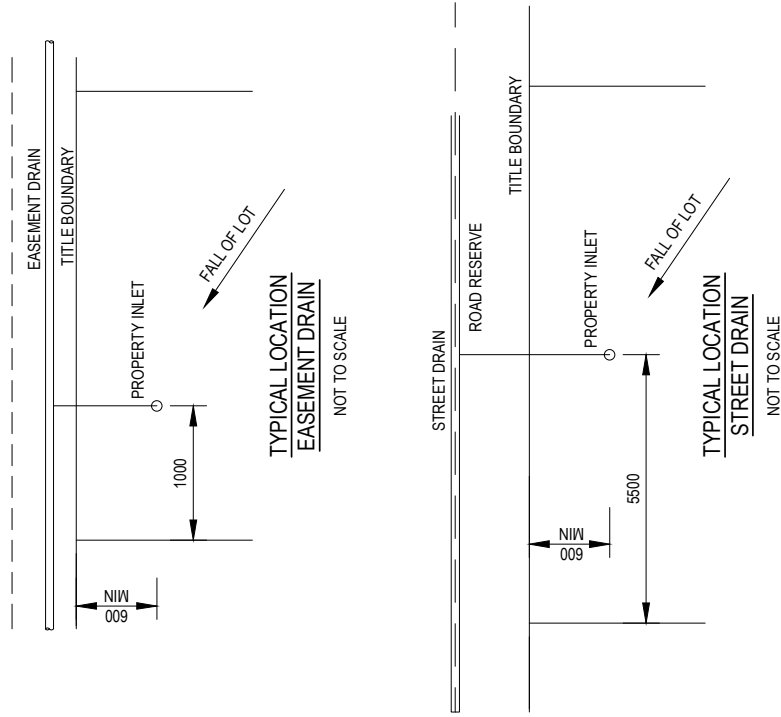 EASEMENT DRAIN
TITLE BOUNDARY
FALL OF LOT
PROPERTY INLET
1000
600
MIN
TYPICAL LOCATION
EASEMENT DRAIN
NOT TO SCALE
STREET DRAIN
ROAD RESERVE
TITLE BOUNDARY
FALL OF LOT
PROPERTY INLET
600
MIN
5500
TYPICAL LOCATION
STREET DRAIN
NOT TO SCALE